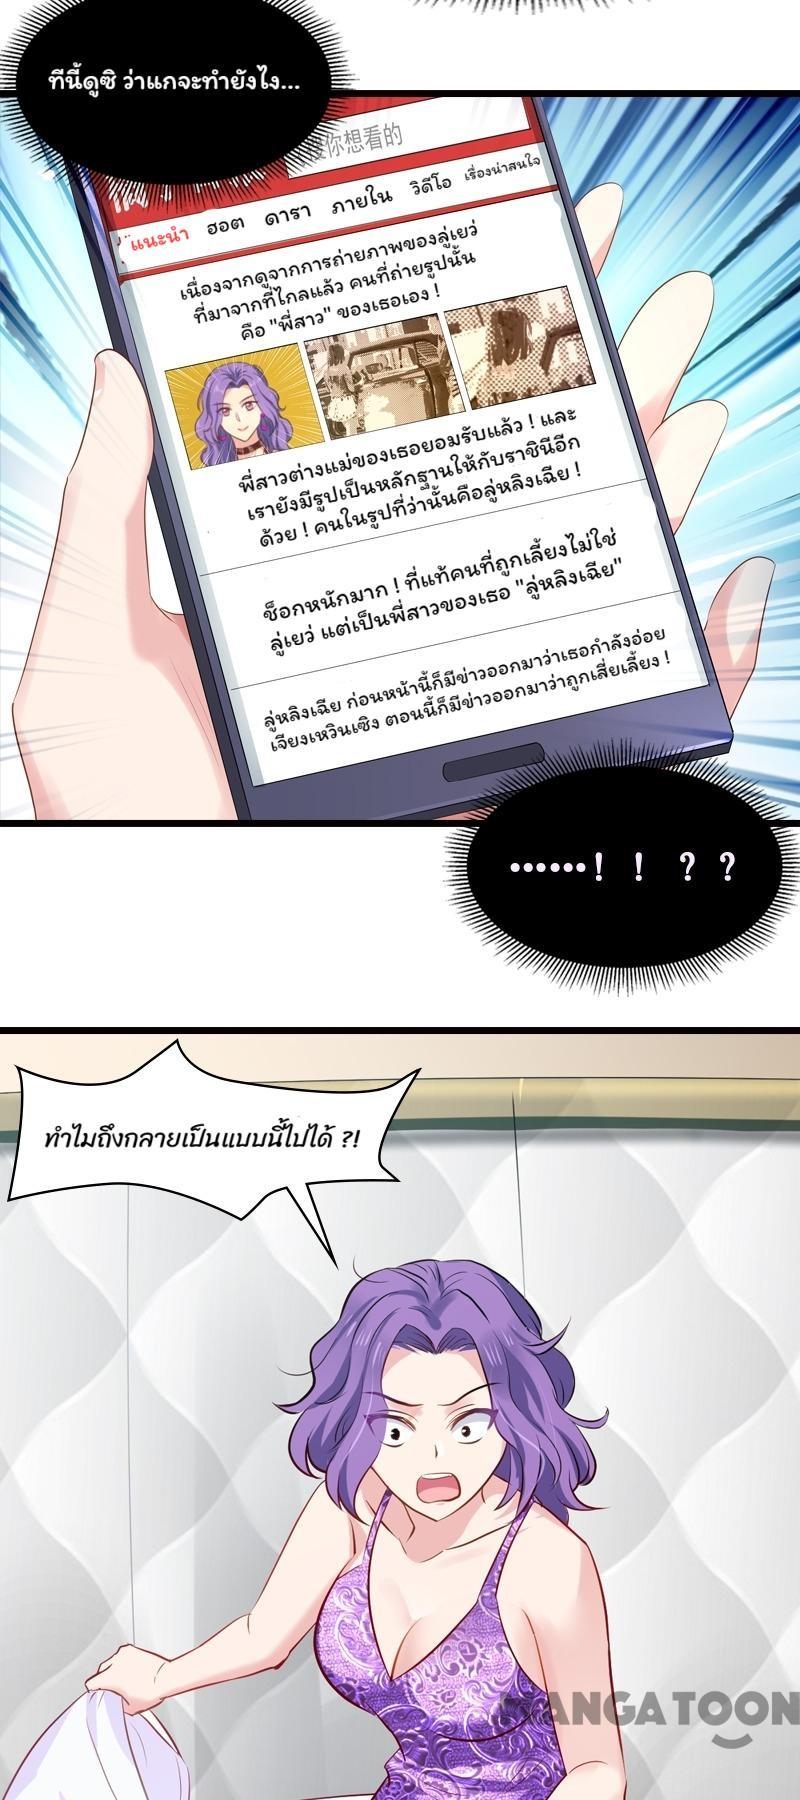 ทีนี้ดูซิ ว่าแกจะทำยังไง...
你想看的
แนะนำ ฮอต ดารา ภายใน วิดีโอ เรื่องน่าสนใจ
เนื่องจากดูจากการถ่ายภาพของลู่เยว่
ที่มาจากที่ไกลแล้ว คนที่ถ่ายรูปนั้น
คือ "พี่สาว" ของเธอเอง !
พี่สาวต่างแม่ของเธอยอมรับแล้ว ! และ
เรายังมีรูปเป็นหลักฐานให้กับราชินีอีก
ด้วย ! คนในรูปที่ว่านั้นคือลู่หลิงเฉีย !
ช็อกหนักมาก ! ที่แท้คนที่ถูกเลี้ยงไม่ใช่
ลู่เยว่ แต่เป็นพี่สาวของเธอ "ลู่หลิงเฉีย"
ลู่หลิงเฉีย ก่อนหน้านี้ก็มีข่าวออกมาว่าเธอกำลังอ่อย
เจียงเหวินเซิง ตอนนี้ก็มีข่าวออกมาว่าถูกเสี่ยเลี้ยง !
......! ! ? ?
ทำไมถึงกลายเป็นแบบนี้ไปได้ ?!
MANGATOON